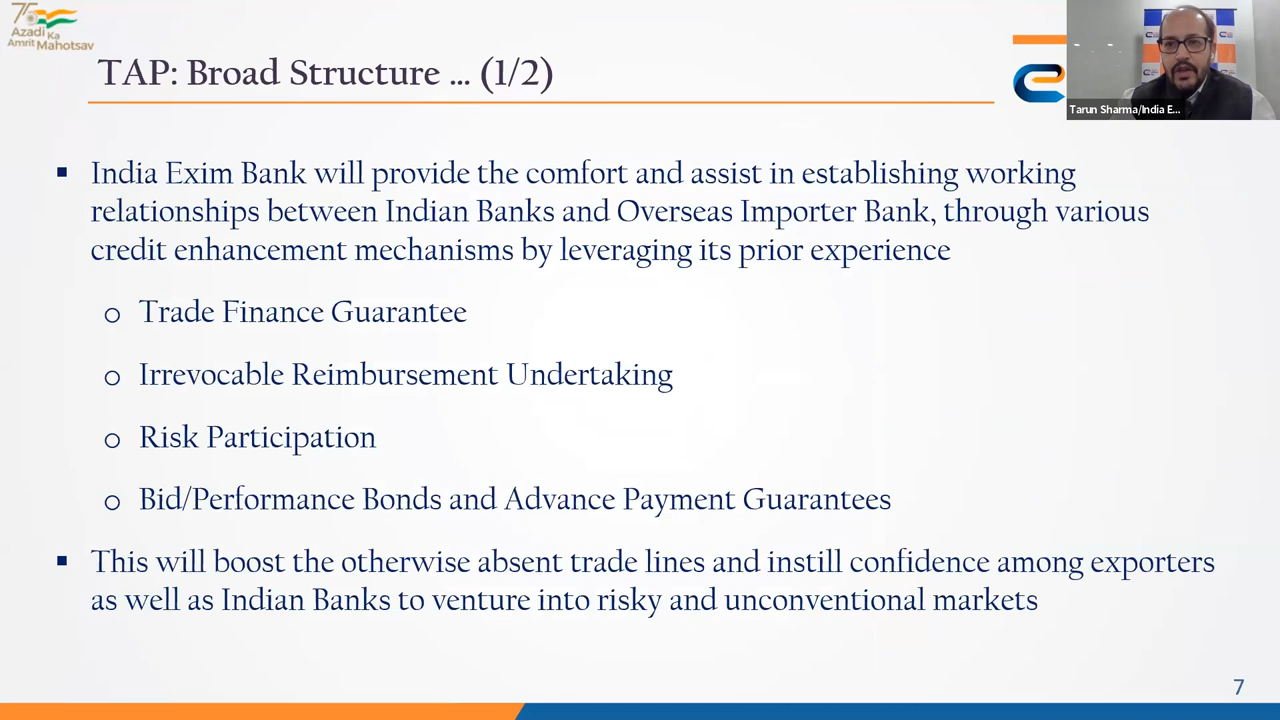 75
Azadi Ka
Amrit Mahotsav
TAP: Broad Structure ... (1/2)
Tarun Sharma/India E...
▪ India Exim Bank will provide the comfort and assist in establishing working
relationships between Indian Banks and Overseas Importer Bank, through various
credit enhancement mechanisms by leveraging its prior experience
o Trade Finance Guarantee
o Irrevocable Reimbursement Undertaking
o Risk Participation
o Bid/Performance Bonds and Advance Payment Guarantees
▪ This will boost the otherwise absent trade lines and instill confidence among exporters
as well as Indian Banks to venture into risky and unconventional markets
7